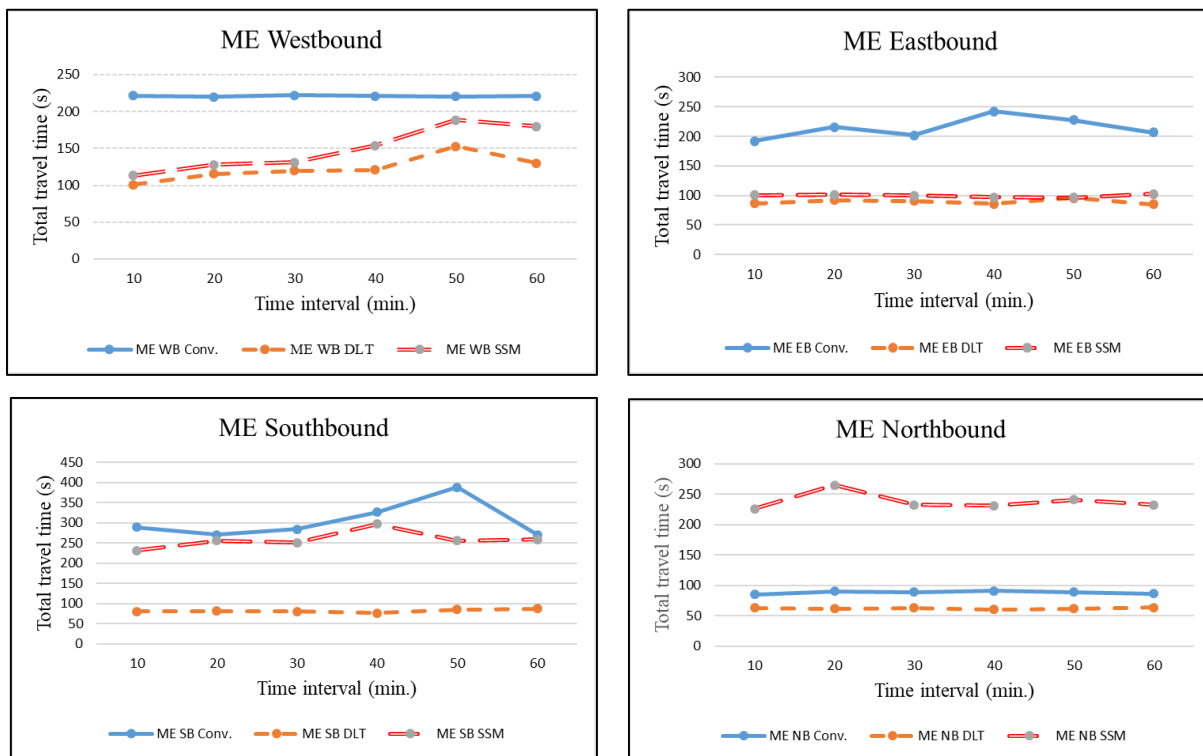 ME Westbound
Total travel time (s)
250
200
150
100
50
0
10 20 30 40 50 60
Time interval (min.)
ME WB Conv. ME WB DLT ME WB SSM
ME Eastbound
Total travel time (s)
300
250
200
150
100
50
0
10 20 30 40 50 60
Time interval (min.)
ME EB Conv. ME EB DLT ME EB SSM
ME Southbound
Total travel time (s)
450
400
350
300
250
200
150
100
50
0
10 20 30 40 50 60
Time interval (min.)
ME SB Conv. ME SB DLT ME SB SSM
ME Northbound
Total travel time (s)
300
250
200
150
100
50
0
10 20 30 40 50 60
Time interval (min.)
ME NB Conv. ME NB DLT ME NB SSM